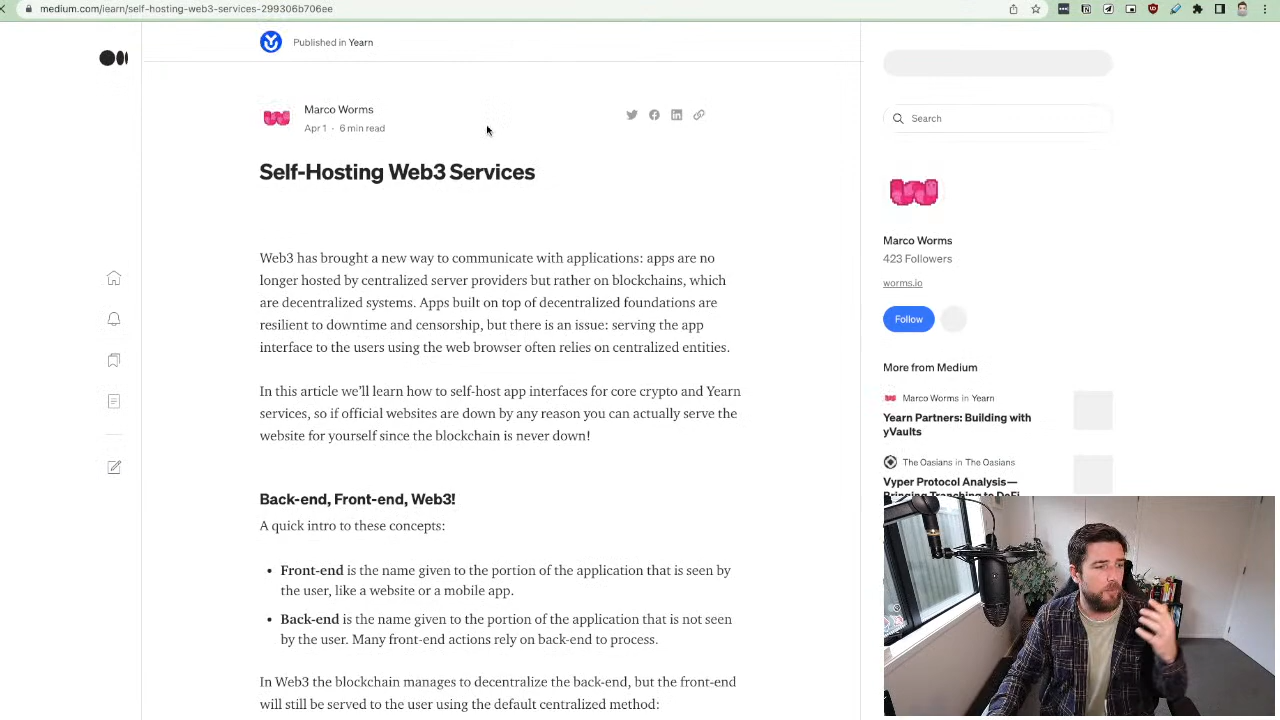 medium.com/iearn/self-hosting-web3-services-299306b706ee
Published in Yearn
Marco Worms
Apr 1 · 6 min read
Self-Hosting Web3 Services
Web3 has brought a new way to communicate with applications: apps are no
longer hosted by centralized server providers but rather on blockchains, which
are decentralized systems. Apps built on top of decentralized foundations are
resilient to downtime and censorship, but there is an issue: serving the app
interface to the users using the web browser often relies on centralized entities.
In this article we’ll learn how to self-host app interfaces for core crypto and Yearn
services, so if official websites are down by any reason you can actually serve the
website for yourself since the blockchain is never down!
Back-end, Front-end, Web3!
A quick intro to these concepts:
• Front-end is the name given to the portion of the application that is seen by
the user, like a website or a mobile app.
• Back-end is the name given to the portion of the application that is not seen
by the user. Many front-end actions rely on back-end to process.
In Web3 the blockchain manages to decentralize the back-end, but the front-end
will still be served to the user using the default centralized method:
Search
Marco Worms
423 Followers
worms.io
Follow
More from Medium
Marco Worms in Yearn
Yearn Partners: Building with
yVaults
The Oasians in The Oasians
Vyper Protocol Analysis—
Bringing Tranching to DeFi